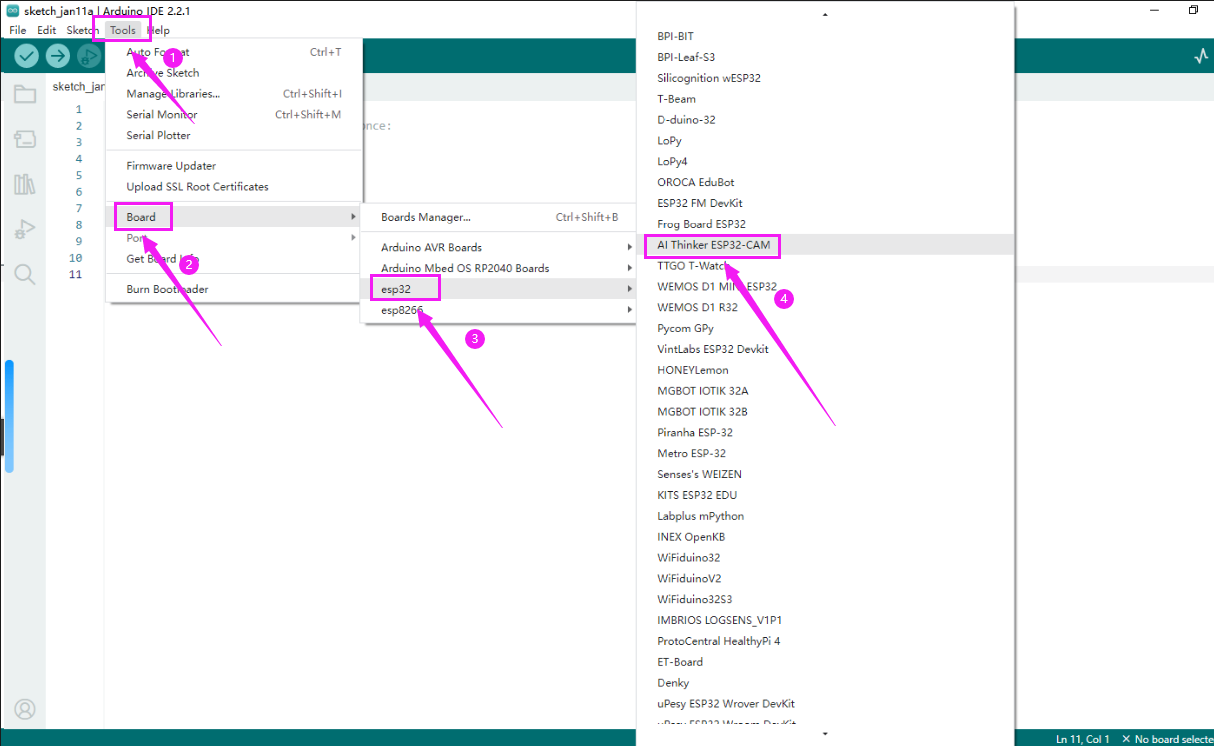 sketch_jan11a | Arduino IDE 2.2.1
File Edit Sketch Tools Help
1
Auto Format Ctrl+T
Archive Sketch
Manage Libraries... Ctrl+Shift+I
Serial Monitor Ctrl+Shift+M
Serial Plotter
Firmware Updater
Upload SSL Root Certificates
Board
Port
2
Get Board Info
Burn Bootloader
sketch_jan
1
2
3
4
5
6
7
8
9
10
11
once:
Boards Manager... Ctrl+Shift+B
Arduino AVR Boards
Arduino Mbed OS RP2040 Boards
esp32
esp8266
3
BPI-BIT
BPI-Leaf-S3
Silicognition wESP32
T-Beam
D-duino-32
LoPy
LoPy4
OROCA EduBot
ESP32 FM DevKit
Frog Board ESP32
AI Thinker ESP32-CAM
TTGO T-Watch
WEMOS D1 MINI ESP32
4
WEMOS D1 R32
Pycom GPy
VintLabs ESP32 Devkit
HONEYLemon
MGBOT IOTIK 32A
MGBOT IOTIK 32B
Piranha ESP-32
Metro ESP-32
Senses's WEIZEN
KITS ESP32 EDU
Labplus mPython
INEX OpenKB
WiFiduino32
WiFiduinoV2
WiFiduino32S3
IMBRIOS LOGSENS_V1P1
ProtoCentral HealthyPi 4
ET-Board
Denky
uPesy ESP32 Wrover DevKit
uPesy ESP32 Wroom DevKit
Ln 11, Col 1 × No board selecte